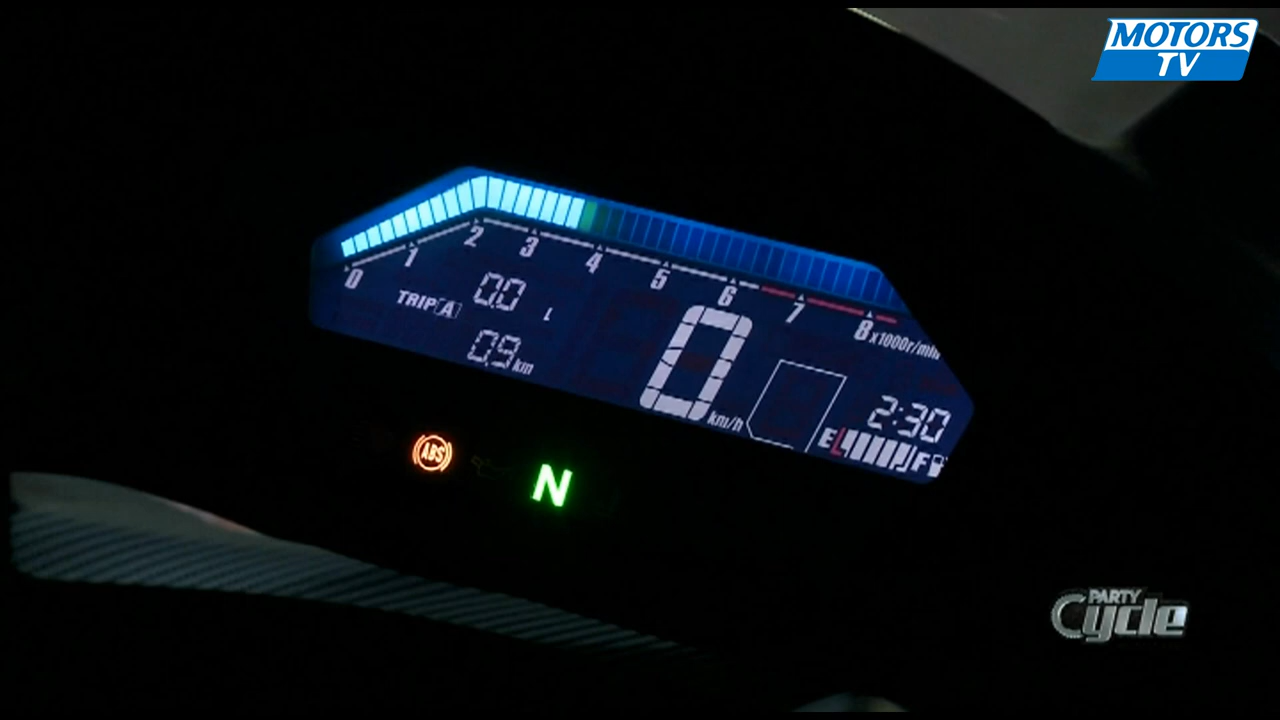 MOTORS
TV
0 1 2 3 4 5 6 7 8 x1000r/min
TRIP A 0.0 L
0.9 km
0 km/h
2:30
E F
ABS
N
PARTY
Cycle